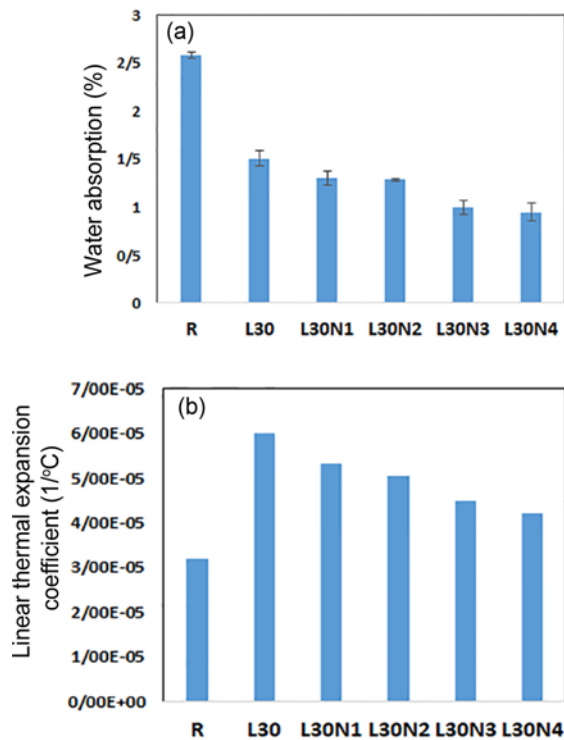 (a)
Water absorption (%)
3
2/5
2
1/5
1
0/5
0
R L30 L30N1 L30N2 L30N3 L30N4
(b)
Linear thermal expansion
coefficient (1/°C)
7/00E-05
6/00E-05
5/00E-05
4/00E-05
3/00E-05
2/00E-05
1/00E-05
0/00E+00
R L30 L30N1 L30N2 L30N3 L30N4